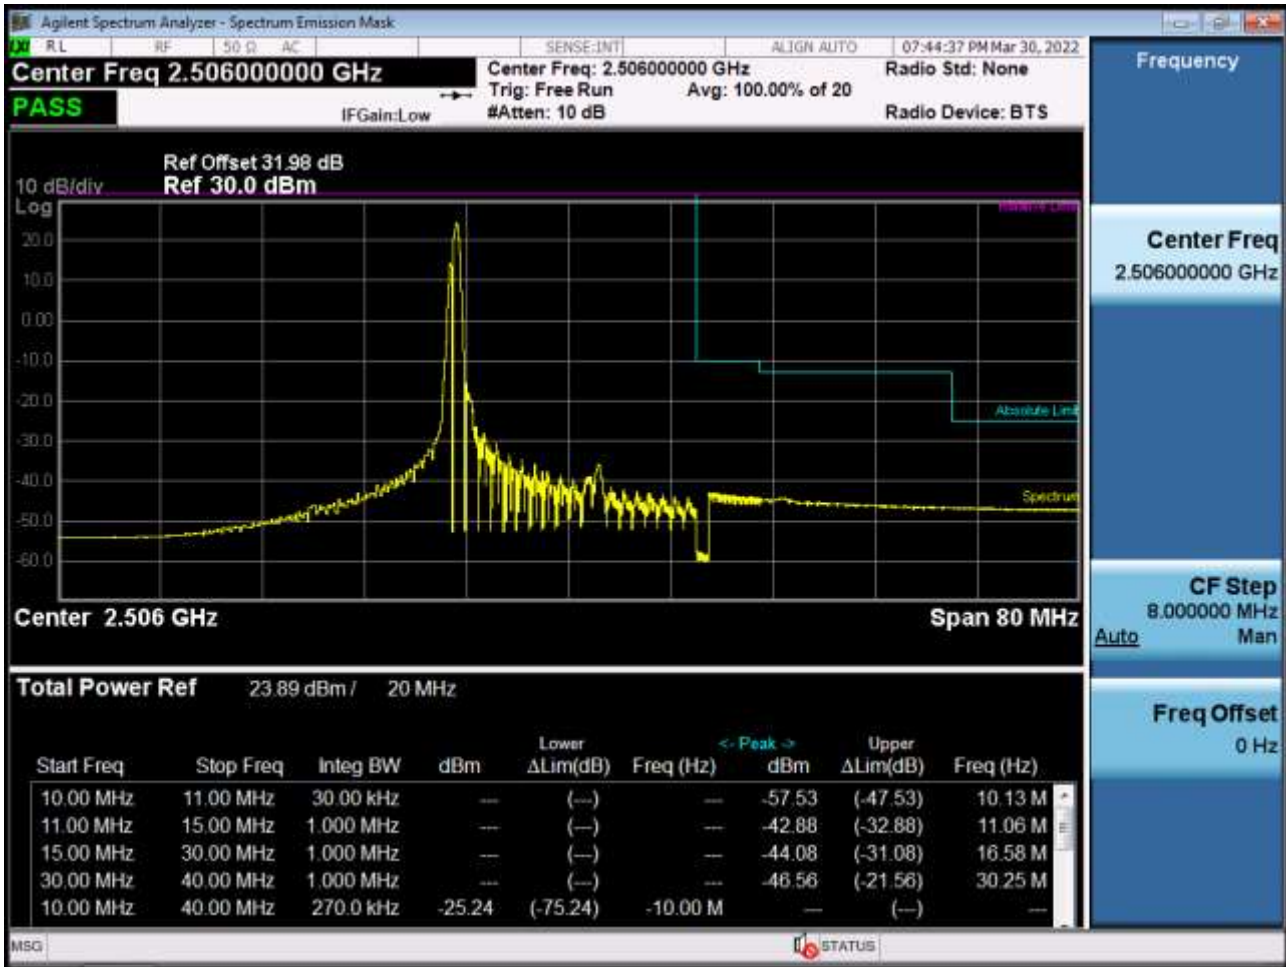 Agilent Spectrum Analyzer - Spectrum Emission Mask
LXI RL RF 50 Ω AC SENSE:INT ALIGN AUTO 07:44:37 PM Mar 30, 2022
Center Freq 2.506000000 GHz
Center Freq: 2.506000000 GHz
Radio Std: None
Trig: Free Run Avg: 100.00% of 20
PASS
IFGain:Low
#Atten: 10 dB
Radio Device: BTS
Ref Offset 31.98 dB
10 dB/div Ref 30.0 dBm
Log
20.0
10.0
0.00
-10.0
-20.0
Absolute Limit
-30.0
-40.0
Spectrum
-50.0
-60.0
Center 2.506 GHz Span 80 MHz
Total Power Ref 23.89 dBm / 20 MHz
Lower <- Peak -> Upper
Start Freq Stop Freq Integ BW dBm ΔLim(dB) Freq (Hz) dBm ΔLim(dB) Freq (Hz)
10.00 MHz 11.00 MHz 30.00 kHz --- (---) --- -57.53 (-47.53) 10.13 M
11.00 MHz 15.00 MHz 1.000 MHz --- (---) --- -42.88 (-32.88) 11.06 M
15.00 MHz 30.00 MHz 1.000 MHz --- (---) --- -44.08 (-31.08) 16.58 M
30.00 MHz 40.00 MHz 1.000 MHz --- (---) --- -46.56 (-21.56) 30.25 M
10.00 MHz 40.00 MHz 270.0 kHz -25.24 (-75.24) -10.00 M --- (---) ---
MSG STATUS
Frequency
Center Freq
2.506000000 GHz
CF Step
8.000000 MHz
Auto Man
Freq Offset
0 Hz